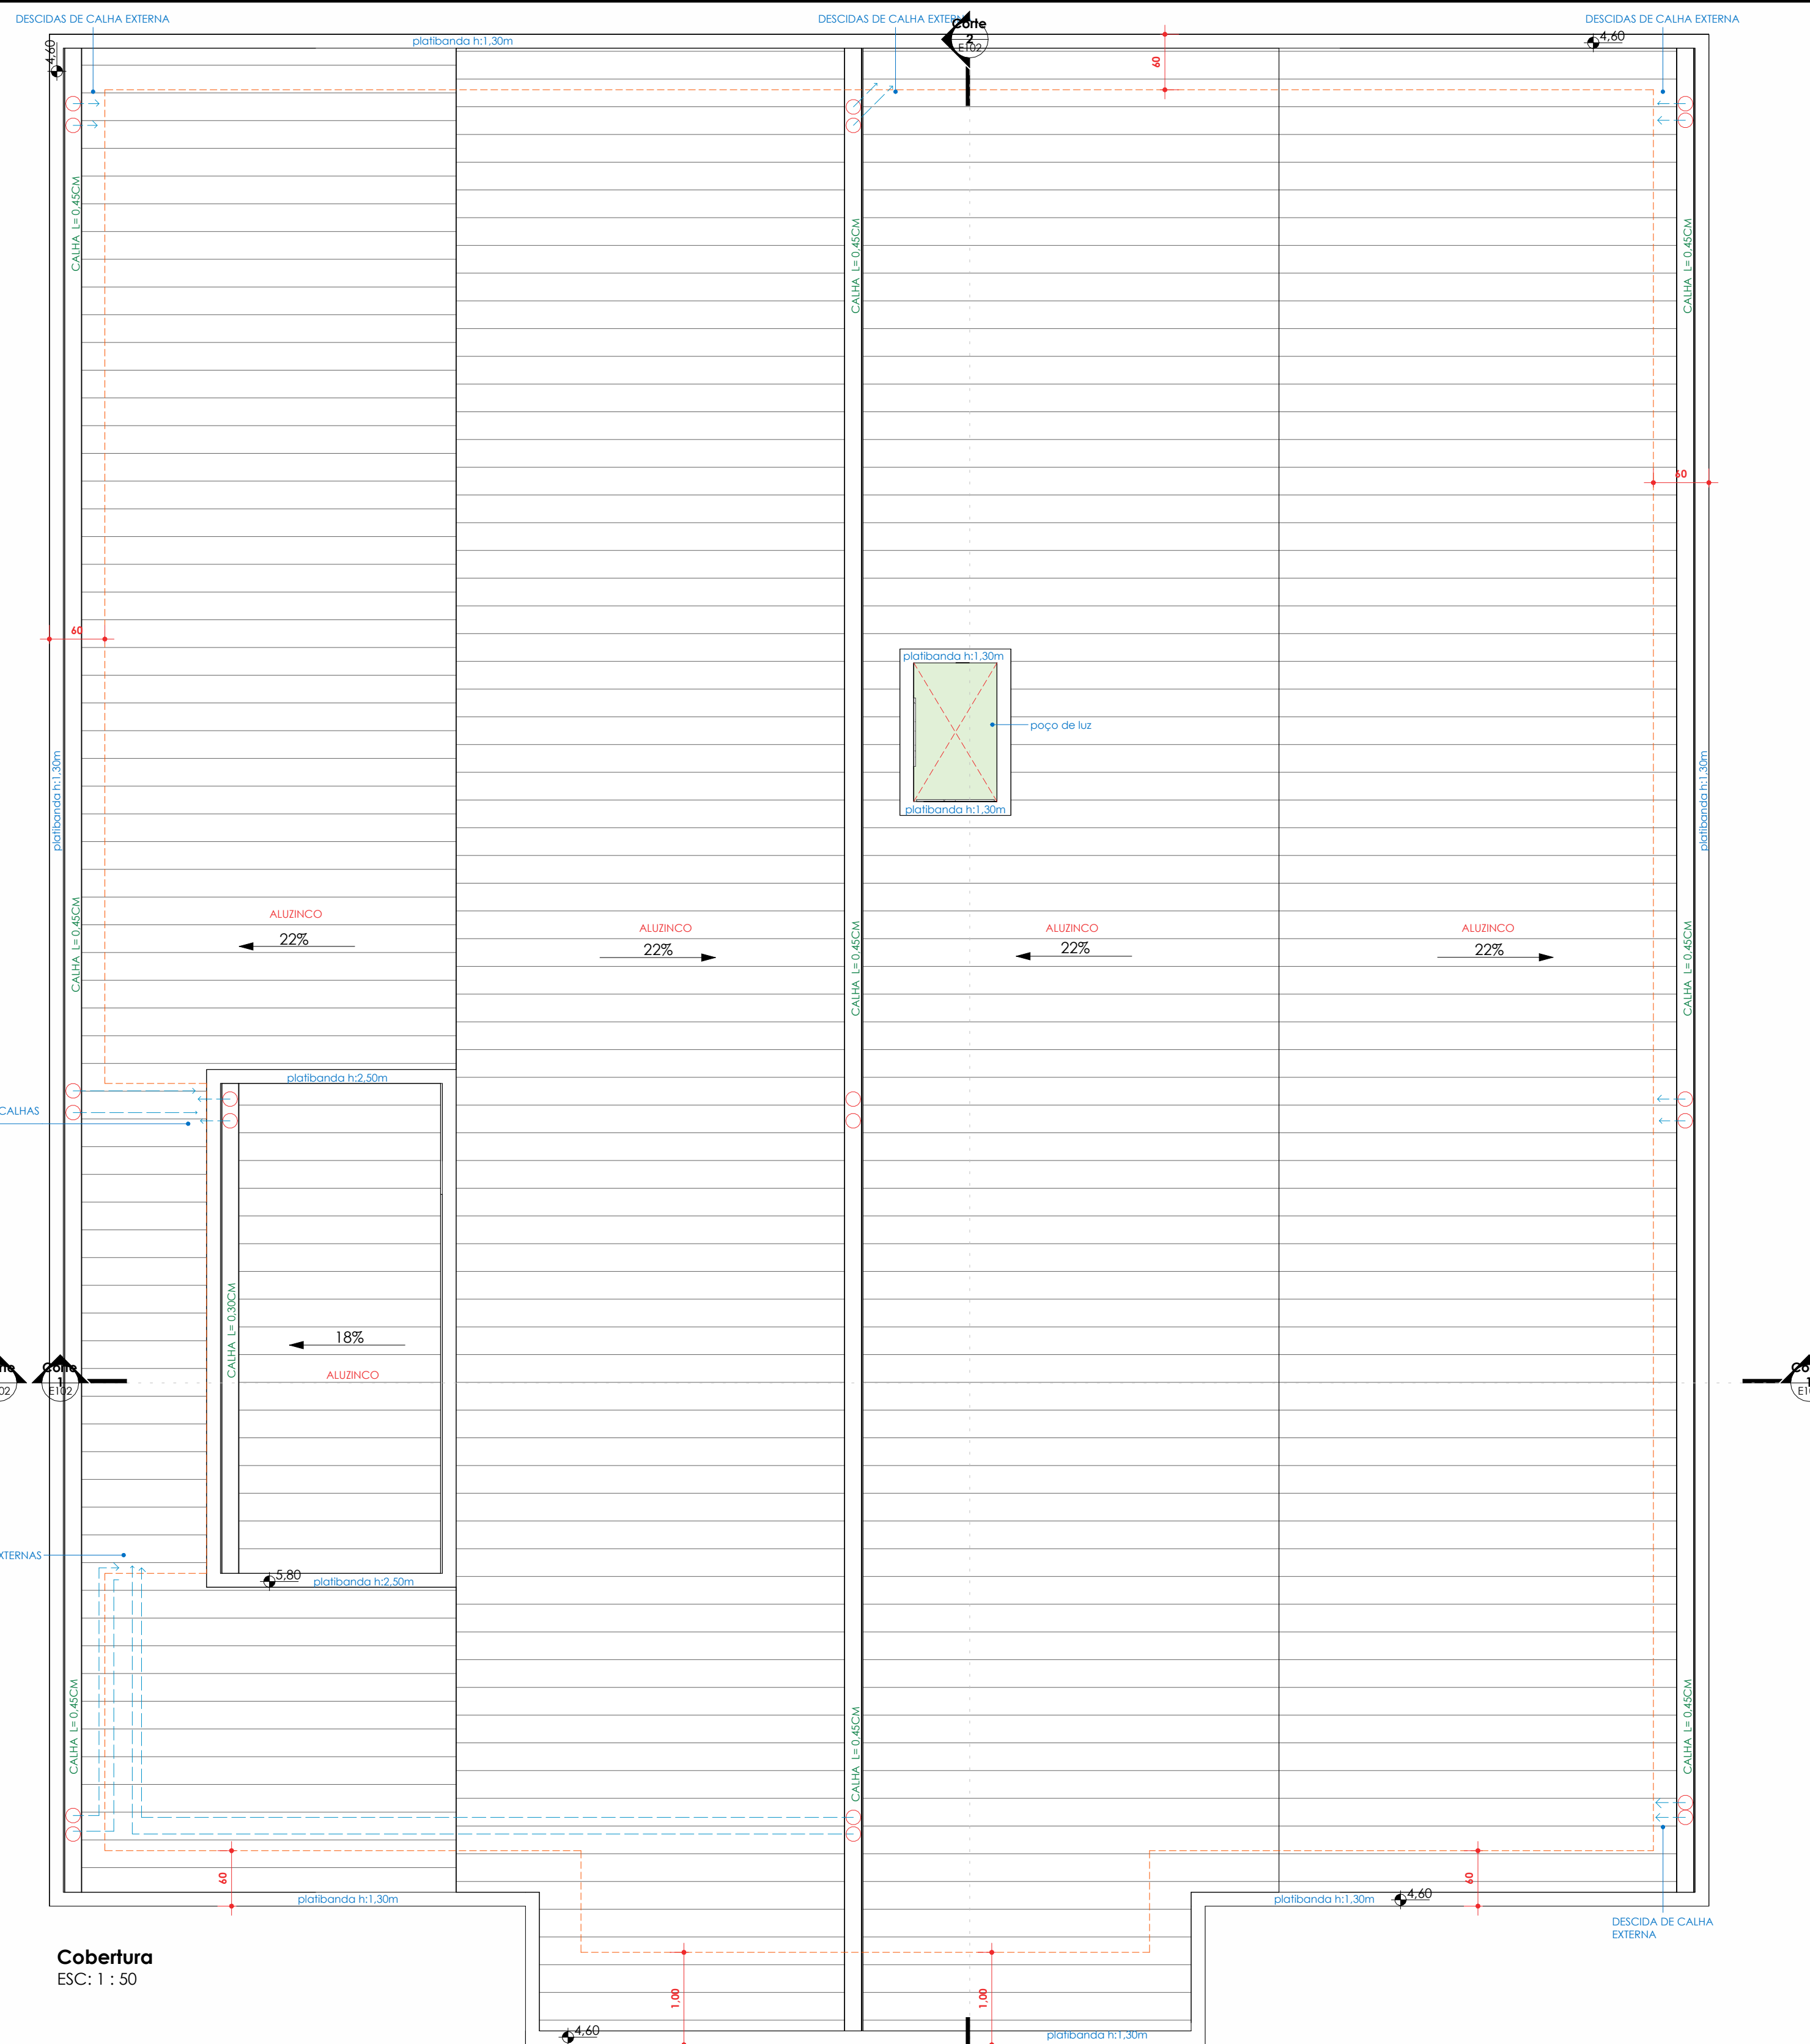 DESCIDAS DE CALHA EXTERNA
DESCIDAS DE CALHA EXTERN
DESCIDAS DE CALHA EXTERNA
Corte
2
E102
platibanda h:1,30m
4,60
4,60
60
CALHA L= 0,45CM
CALHA L= 0,45CM
CALHA L= 0,45CM
60
60
platibanda h:1,30m
poço de luz
platibanda h:1,30m
platibanda h:1,30m
platibanda h:1,30m
CALHA L= 0,45CM
CALHA L= 0,45CM
CALHA L= 0,45CM
ALUZINCO
22%
ALUZINCO
22%
ALUZINCO
22%
ALUZINCO
22%
platibanda h:2,50m
CALHAS
CALHA L= 0,30CM
18%
ALUZINCO
Corte
1
E102
02
XTERNAS
5,80
platibanda h:2,50m
CALHA L= 0,45CM
CALHA L= 0,45CM
CALHA L= 0,45CM
60
60
platibanda h:1,30m
platibanda h:1,30m
4,60
DESCIDA DE CALHA
EXTERNA
Cobertura
ESC: 1 : 50
1,00
1,00
4,60
platibanda h:1,30m